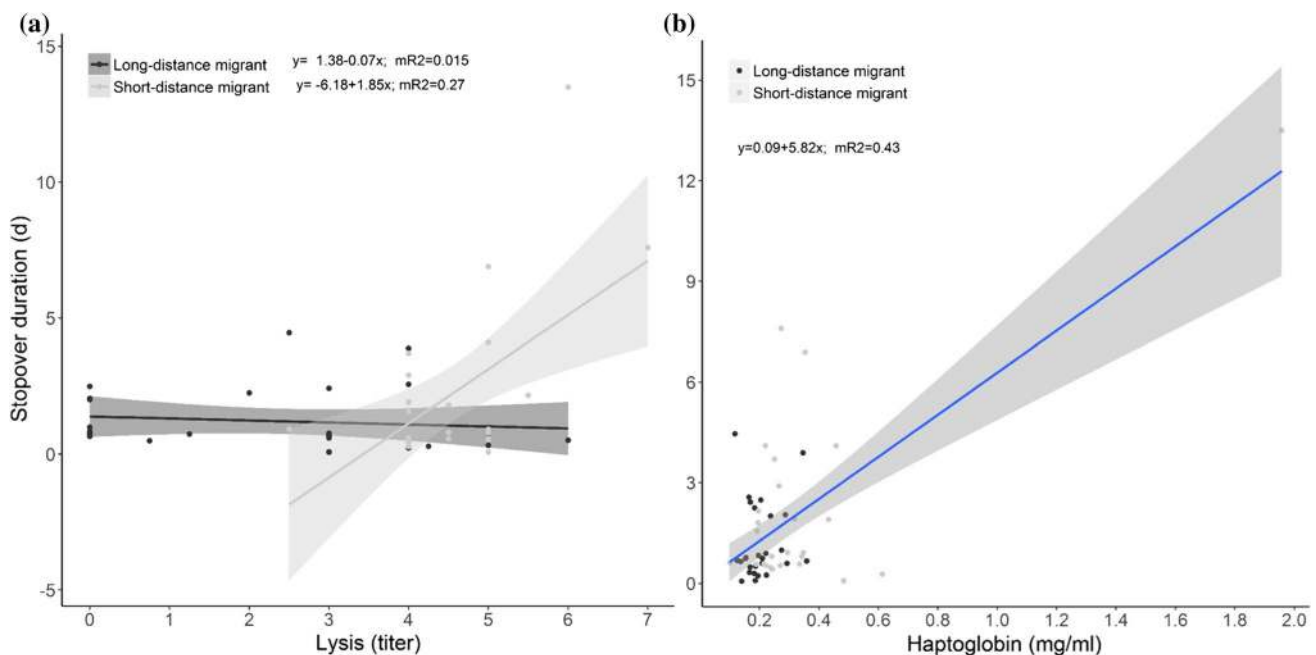 (a)
15
10
5
0
-5
Stopover duration (d)
Long-distance migrant y= 1.38-0.07x; mR2=0.015
Short-distance migrant y= -6.18+1.85x; mR2=0.27
0 1 2 3 4 5 6 7
Lysis (titer)
(b)
15
12
9
6
3
0
Long-distance migrant
Short-distance migrant
y=0.09+5.82x; mR2=0.43
0.2 0.4 0.6 0.8 1.0 1.2 1.4 1.6 1.8 2.0
Haptoglobin (mg/ml)